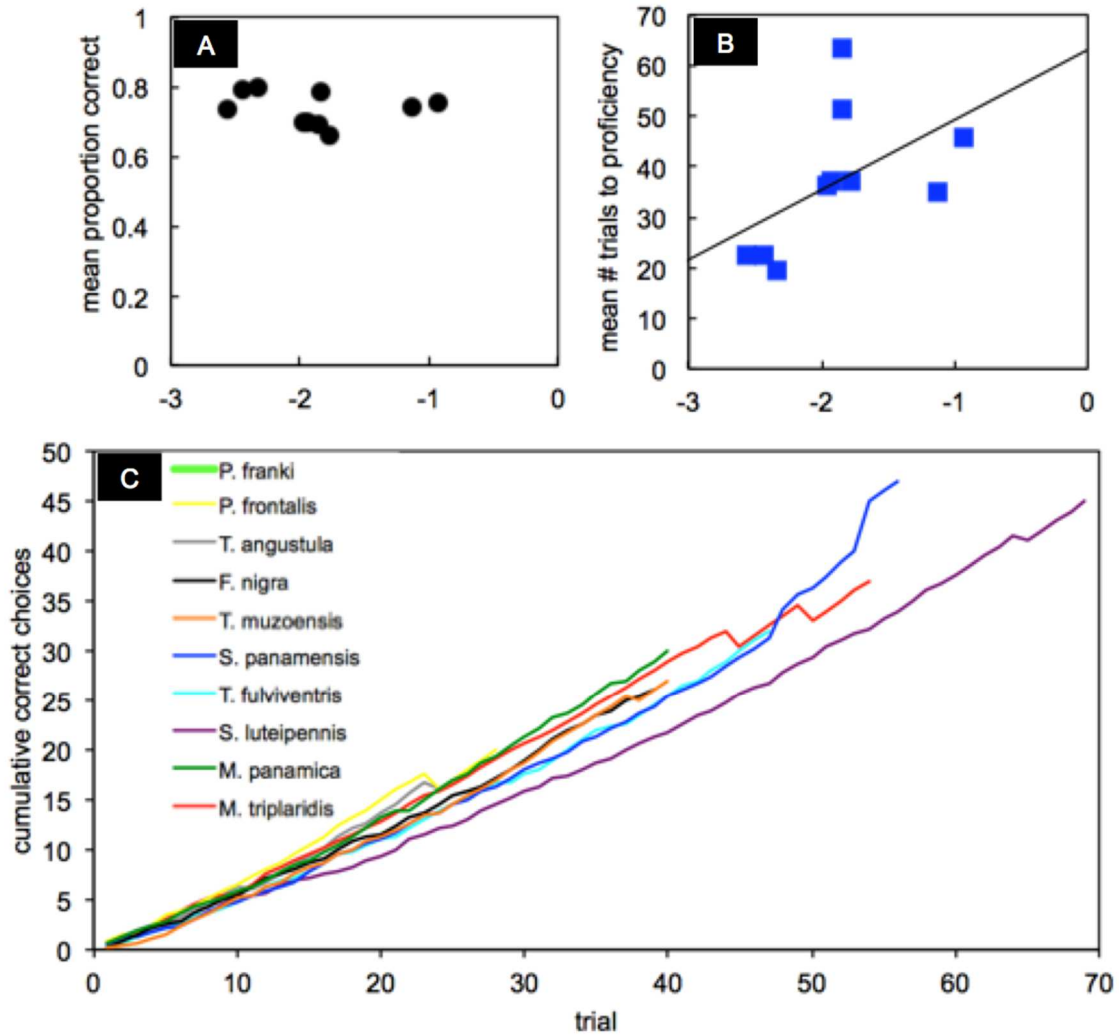 A
mean proportion correct
1
0.8
0.6
0.4
0.2
0
-3 -2 -1 0
B
mean # trials to proficiency
70
60
50
40
30
20
10
0
-3 -2 -1 0
C
cumulative correct choices
50
45
40
35
30
25
20
15
10
5
0
P. franki
P. frontalis
T. angustula
F. nigra
T. muzoensis
S. panamensis
T. fulviventris
S. luteipennis
M. panamica
M. triplaridis
0 10 20 30 40 50 60 70
trial